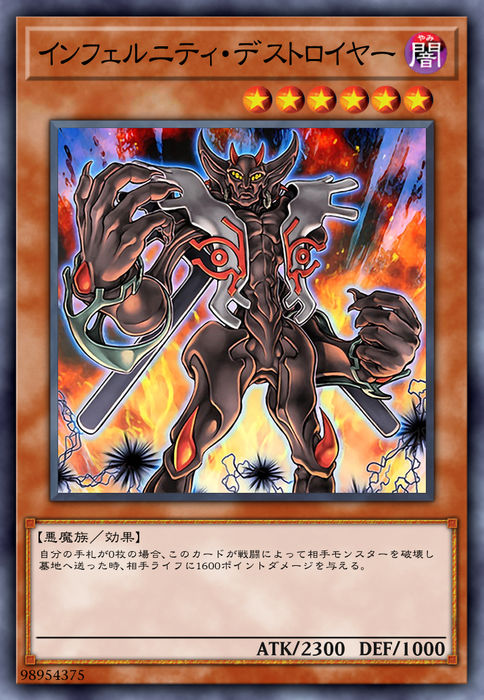 インフェルニティ・デストロイヤー
やみ
闇
【悪魔族／効果】
自分の手札が0枚の場合、このカードが戦闘によって相手モンスターを破壊し
墓地へ送った時、相手ライフに1600ポイントダメージを与える。
ATK/2300 DEF/1000
98954375